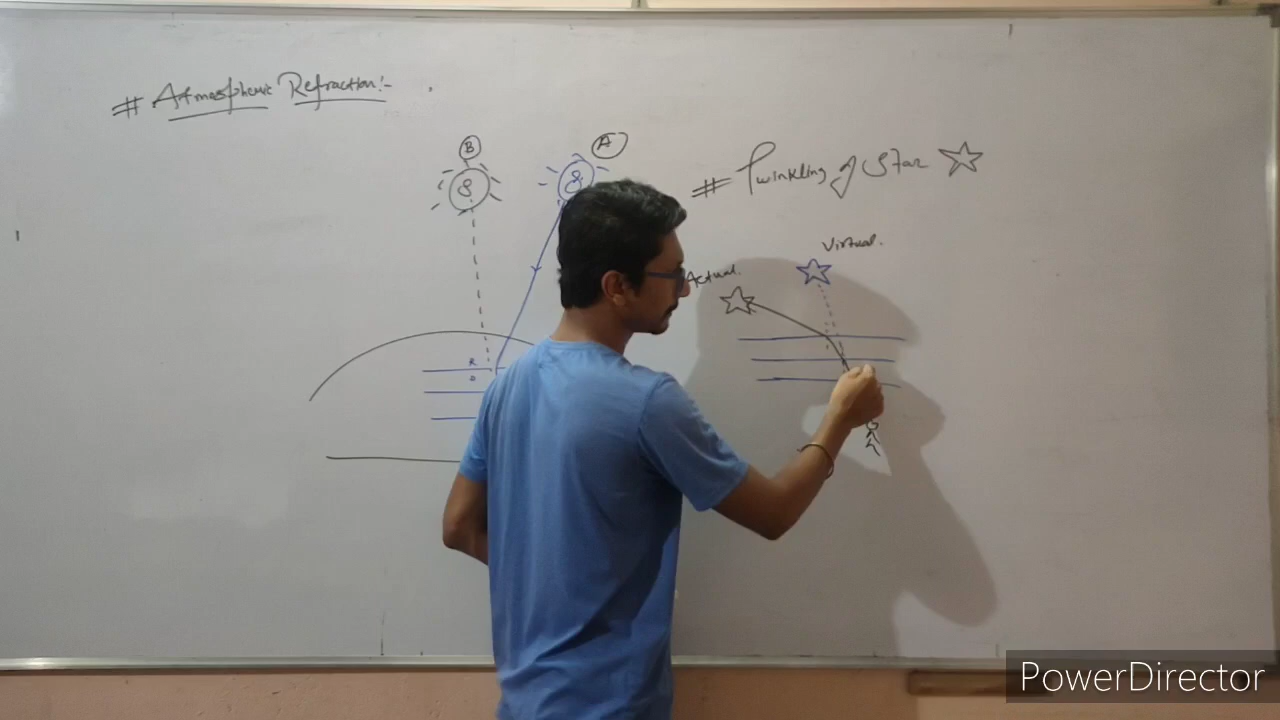 # Atmospheric Refraction:-
B
A
S
S
# Twinkling of Star
Virtual.
Actual.
R
D
PowerDirector